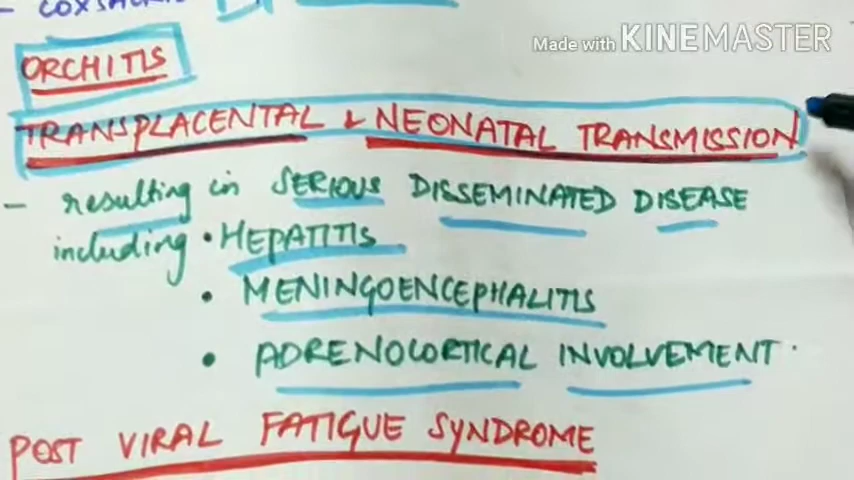 - COXSACKIE
Made with KINEMASTER
ORCHITIS
TRANSPLACENTAL & NEONATAL TRANSMISSION
- resulting in SERIOUS DISSEMINATED DISEASE
including • HEPATITIS
• MENINGOENCEPHALITIS
• ADRENOCORTICAL INVOLVEMENT.
POST VIRAL FATIGUE SYNDROME